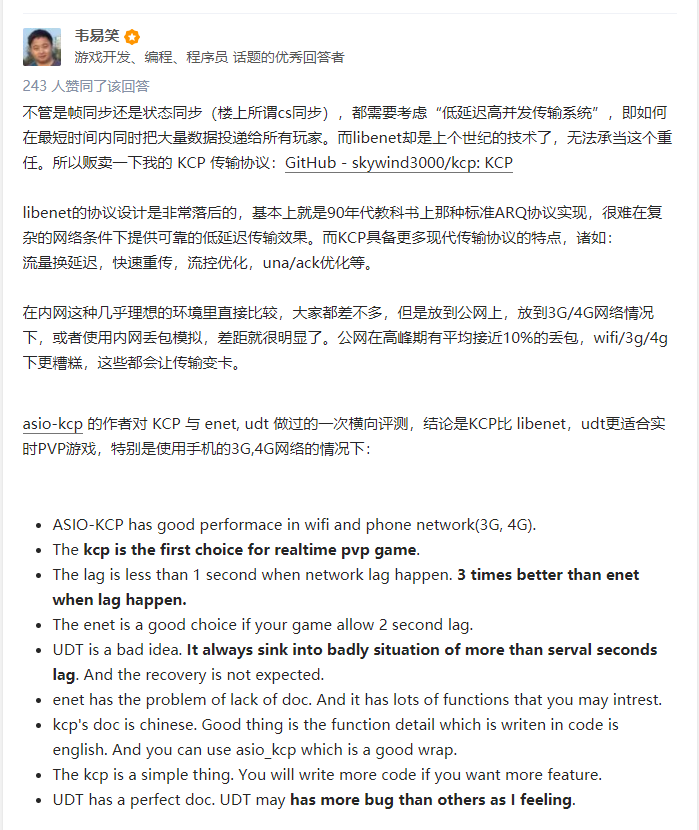 韦易笑
游戏开发、编程、程序员 话题的优秀回答者
243 人赞同了该回答
不管是帧同步还是状态同步（楼上所谓cs同步），都需要考虑“低延迟高并发传输系统”，即如何
在最短时间内同时把大量数据投递给所有玩家。而libenet却是上个世纪的技术了，无法承当这个重
任。所以贩卖一下我的 KCP 传输协议：GitHub - skywind3000/kcp: KCP
libenet的协议设计是非常落后的，基本上就是90年代教科书上那种标准ARQ协议实现，很难在复
杂的网络条件下提供可靠的低延迟传输效果。而KCP具备更多现代传输协议的特点，诸如：
流量换延迟，快速重传，流控优化，una/ack优化等。
在内网这种几乎理想的环境里直接比较，大家都差不多，但是放到公网上，放到3G/4G网络情况
下，或者使用内网丢包模拟，差距就很明显了。公网在高峰期有平均接近10%的丢包，wifi/3g/4g
下更糟糕，这些都会让传输变卡。
asio-kcp 的作者对 KCP 与 enet, udt 做过的一次横向评测，结论是KCP比 libenet，udt更适合实
时PVP游戏，特别是使用手机的3G,4G网络的情况下：
• ASIO-KCP has good performace in wifi and phone network(3G, 4G).
• The kcp is the first choice for realtime pvp game.
• The lag is less than 1 second when network lag happen. 3 times better than enet
when lag happen.
• The enet is a good choice if your game allow 2 second lag.
• UDT is a bad idea. It always sink into badly situation of more than serval seconds
lag. And the recovery is not expected.
• enet has the problem of lack of doc. And it has lots of functions that you may intrest.
• kcp's doc is chinese. Good thing is the function detail which is writen in code is
english. And you can use asio_kcp which is a good wrap.
• The kcp is a simple thing. You will write more code if you want more feature.
• UDT has a perfect doc. UDT may has more bug than others as I feeling.